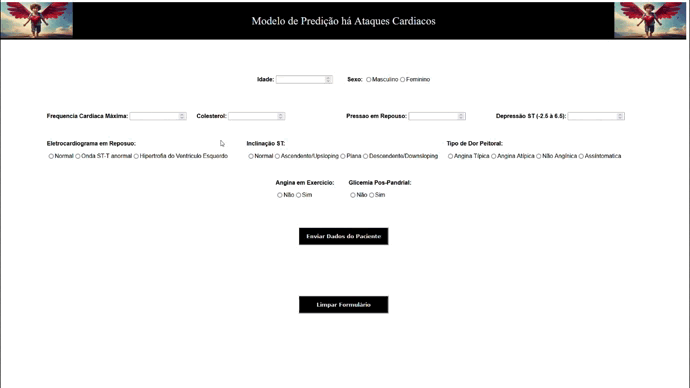 Modelo de Predição há Ataques Cardiacos
Idade: Sexo: Masculino Feminino
Frequencia Cardiaca Máxima: Colesterol: Pressao em Repouso: Depressão ST (-2.5 à 6.5):
Eletrocardiograma em Reposuo: Inclinação ST: Tipo de Dor Peitoral:
Normal Onda ST-T anormal Hipertrofia do Ventriculo Esquerdo Normal Ascendente/Upsloping Plana Descendente/Downsloping Angina Típica Angina Atípica Não Anginica AssIntomatica
Angina em Exercicio: Glicemia Pos-Pandrial:
Não Sim Não Sim
Enviar Dados do Paciente
Limpar Formulário